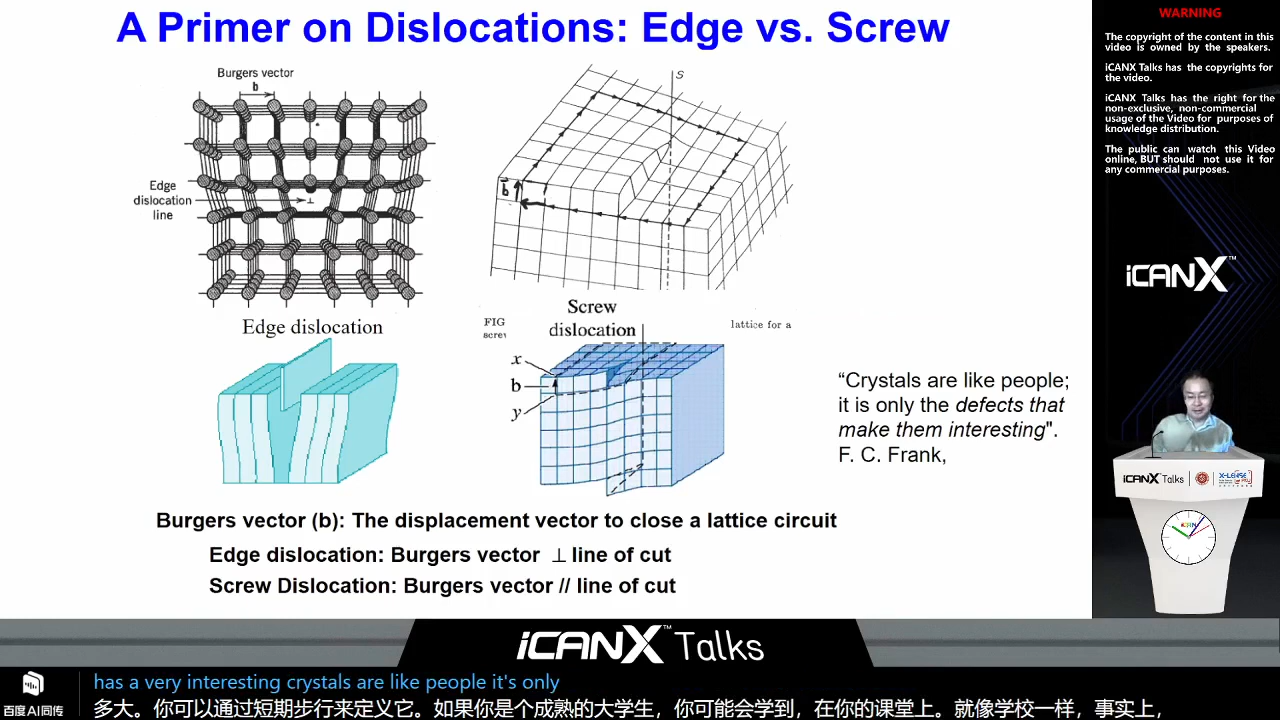 A Primer on Dislocations: Edge vs. Screw
Burgers vector
b
Edge
dislocation
line
Edge dislocation
S
b
FIG
screw
Screw
dislocation
lattice for a
x
b
y
“Crystals are like people;
it is only the defects that
make them interesting".
F. C. Frank,
Burgers vector (b): The displacement vector to close a lattice circuit
Edge dislocation: Burgers vector ⊥ line of cut
Screw Dislocation: Burgers vector // line of cut
WARNING
The copyright of the content in this
video is owned by the speakers.
iCANX Talks has the copyrights for
the video.
iCANX Talks has the right for the
non-exclusive, non-commercial
usage of the Video for purposes of
knowledge distribution.
The public can watch this Video
online, BUT should not use it for
any commercial purposes.
iCANX™
iCANX Talks
iCANX™ Talks
百度AI同传
has a very interesting crystals are like people it's only
多大。你可以通过短期步行来定义它。如果你是个成熟的大学生，你可能会学到，在你的课堂上。就像学校一样，事实上，